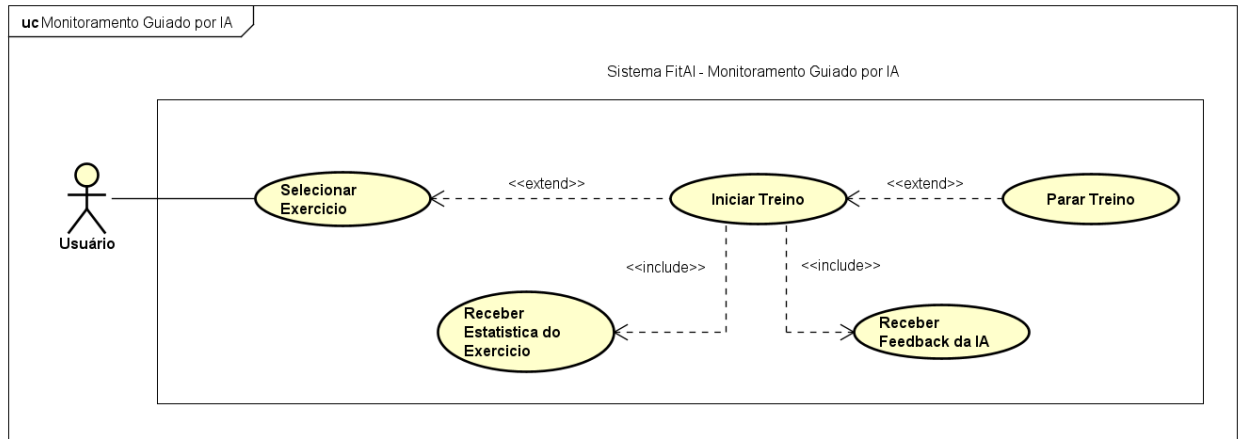 uc Monitoramento Guiado por IA
Sistema FitAI - Monitoramento Guiado por IA
Usuário
Selecionar
Exercicio
<<extend>>
Iniciar Treino
<<extend>>
Parar Treino
<<include>>
<<include>>
Receber
Estatistica do
Exercicio
Receber
Feedback da IA